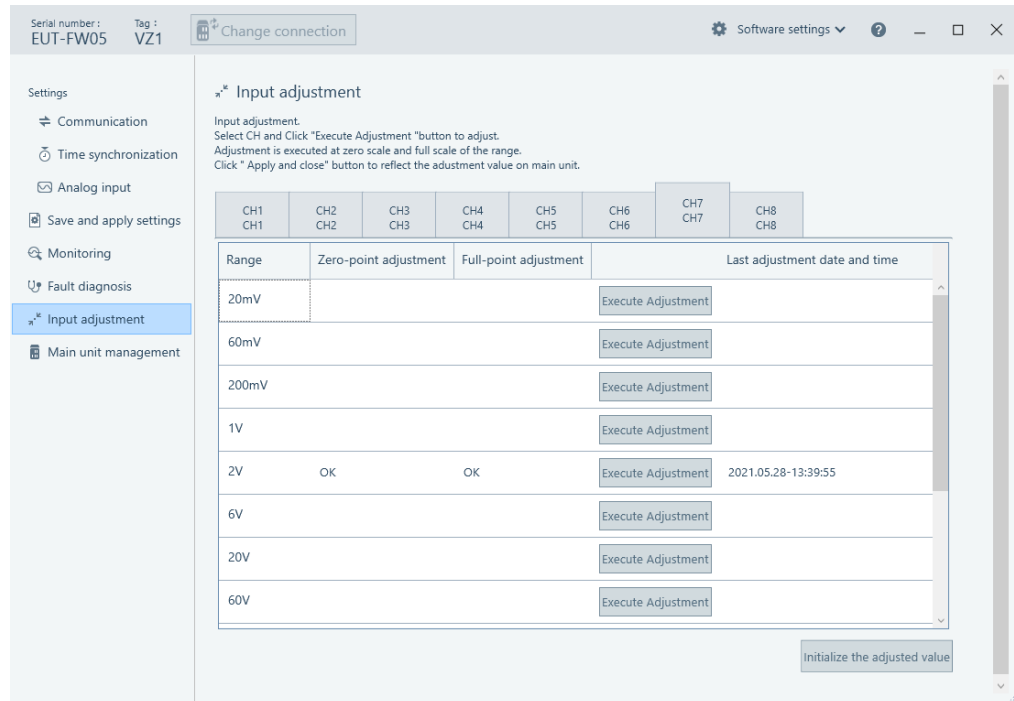 Serial number : Tag :
EUT-FW05 VZ1 Change connection Software settings
Settings
Communication
Time synchronization
Analog input
Save and apply settings
Monitoring
Fault diagnosis
Input adjustment
Main unit management
Input adjustment
Input adjustment.
Select CH and Click "Execute Adjustment "button to adjust.
Adjustment is executed at zero scale and full scale of the range.
Click " Apply and close" button to reflect the adustment value on main unit.
CH1 CH2 CH3 CH4 CH5 CH6 CH7 CH8
CH1 CH2 CH3 CH4 CH5 CH6 CH7 CH8
Range Zero-point adjustment Full-point adjustment Last adjustment date and time
20mV Execute Adjustment
60mV Execute Adjustment
200mV Execute Adjustment
1V Execute Adjustment
2V OK OK Execute Adjustment 2021.05.28-13:39:55
6V Execute Adjustment
20V Execute Adjustment
60V Execute Adjustment
Initialize the adjusted value